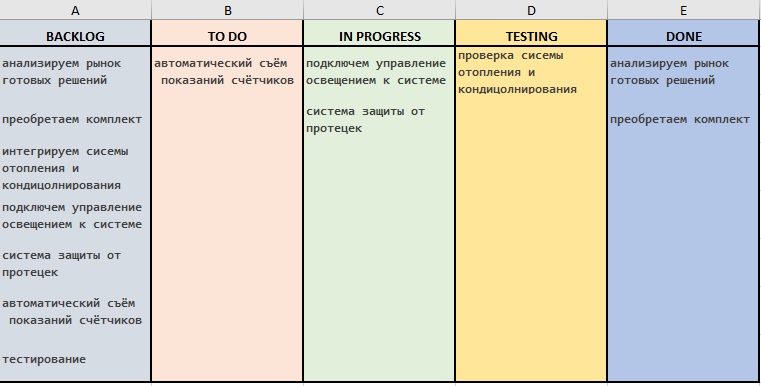 A B C D E
BACKLOG TO DO IN PROGRESS TESTING DONE
анализируем рынок
готовых решений
преобретаем комплект
интегрируем сисемы
отопления и
кондицолнирования
подключем управление
освещением к системе
система защиты от
протецек
автоматический съём
показаний счётчиков
тестирование
автоматический съём
показаний счётчиков
подключем управление
освещением к системе
система защиты от
протецек
проверка сисемы
отопления и
кондицолнирования
анализируем рынок
готовых решений
преобретаем комплект